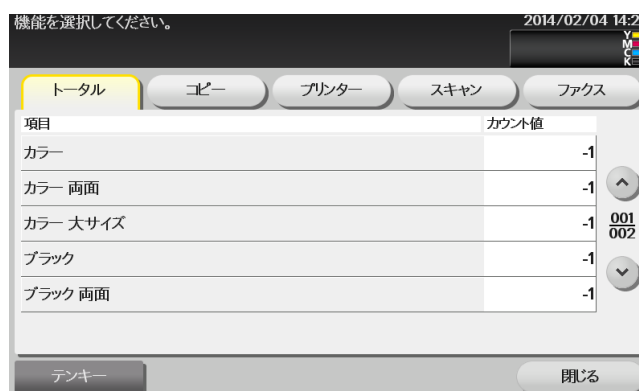 機能を選択してください。 2014/02/04 14:2
Y
M
C
K
トータル コピー プリンター スキャン ファクス
項目 カウント値
カラー -1
カラー 両面 -1
カラー 大サイズ -1
001
002
ブラック -1
ブラック 両面 -1
テンキー 閉じる